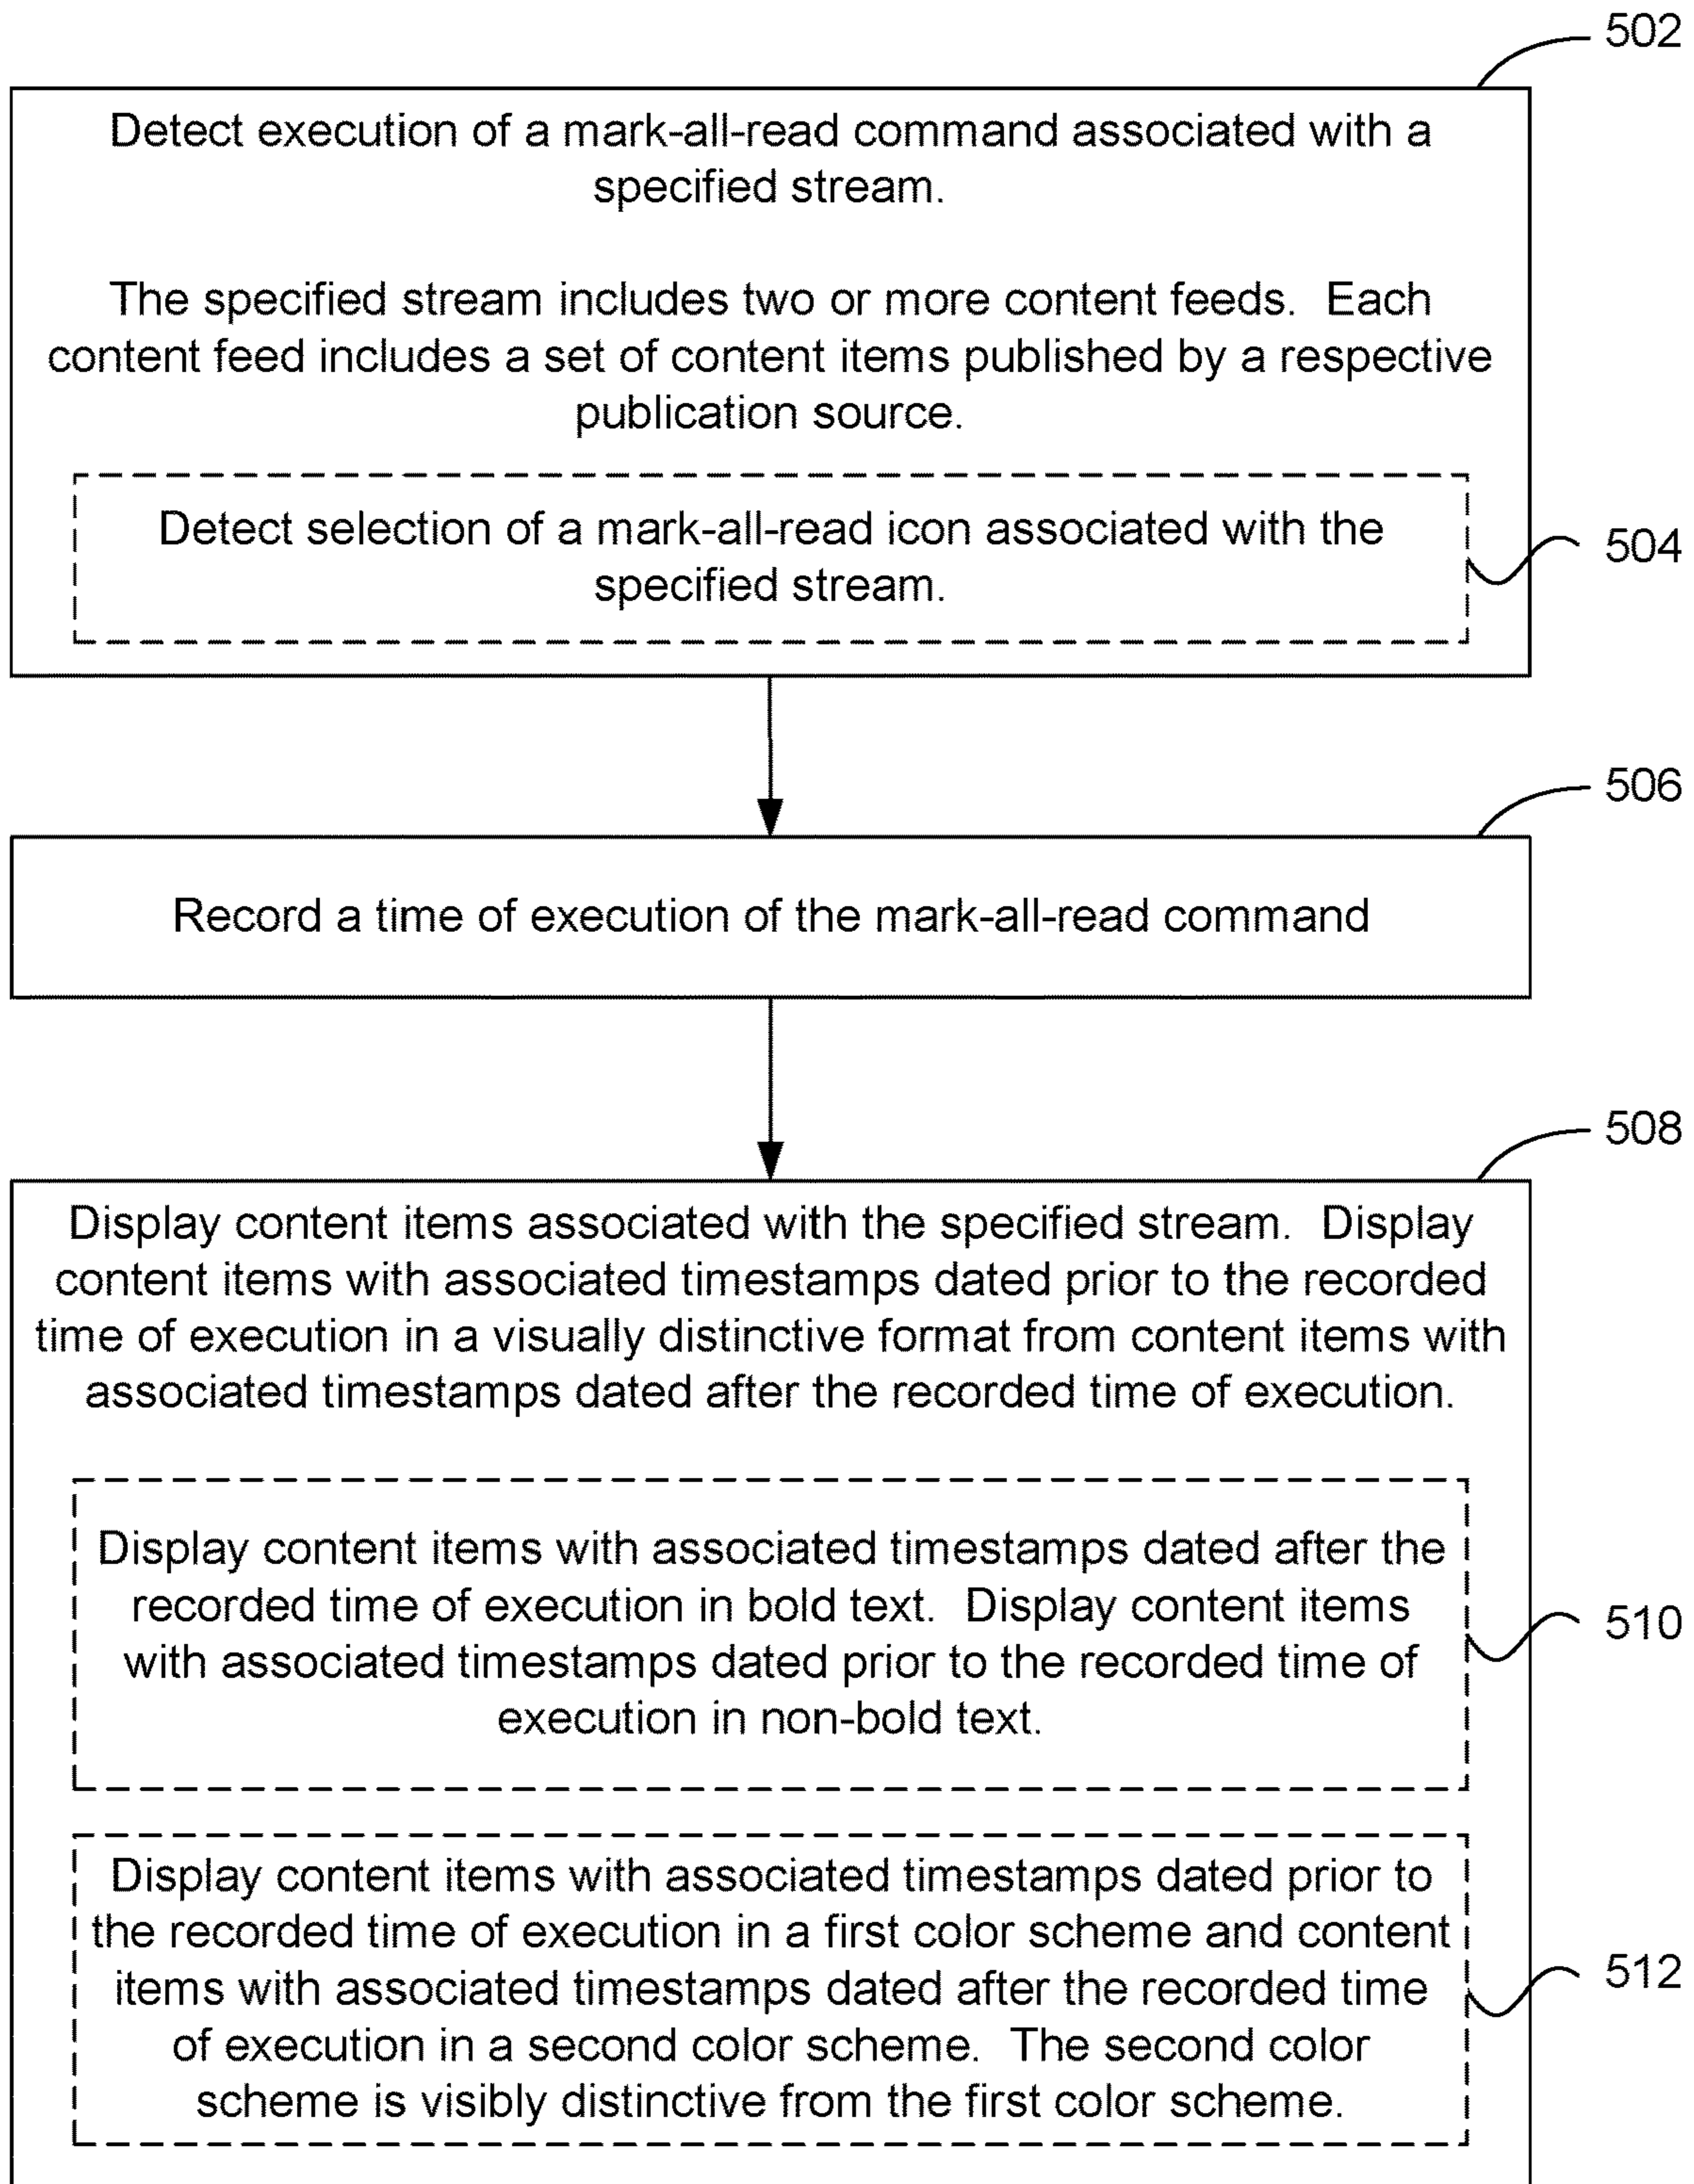 502
Detect execution of a mark-all-read command associated with a
specified stream.
The specified stream includes two or more content feeds.  Each
content feed includes a set of content items published by a respective
publication source.
Detect selection of a mark-all-read icon associated with the
specified stream.
504
506
Record a time of execution of the mark-all-read command
508
Display content items associated with the specified stream.  Display
content items with associated timestamps dated prior to the recorded
time of execution in a visually distinctive format from content items with
associated timestamps dated after the recorded time of execution.
Display content items with associated timestamps dated after the
recorded time of execution in bold text.  Display content items
with associated timestamps dated prior to the recorded time of
execution in non-bold text.
510
Display content items with associated timestamps dated prior to
the recorded time of execution in a first color scheme and content
items with associated timestamps dated after the recorded time
of execution in a second color scheme.  The second color
scheme is visibly distinctive from the first color scheme.
512